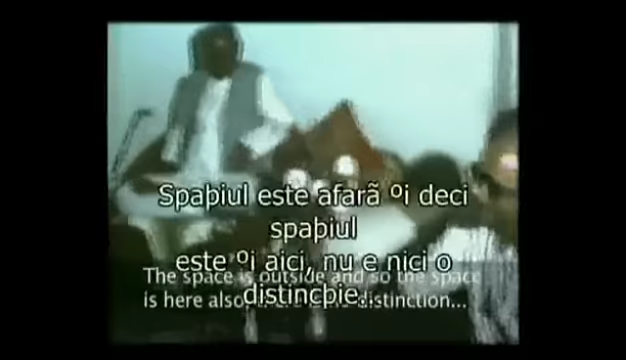 Spaþiul este afarã ºi deci
spaþiul
este ºi aici, nu e nici o
distincþie..
The space is outside and so the space
is here also, distinction...